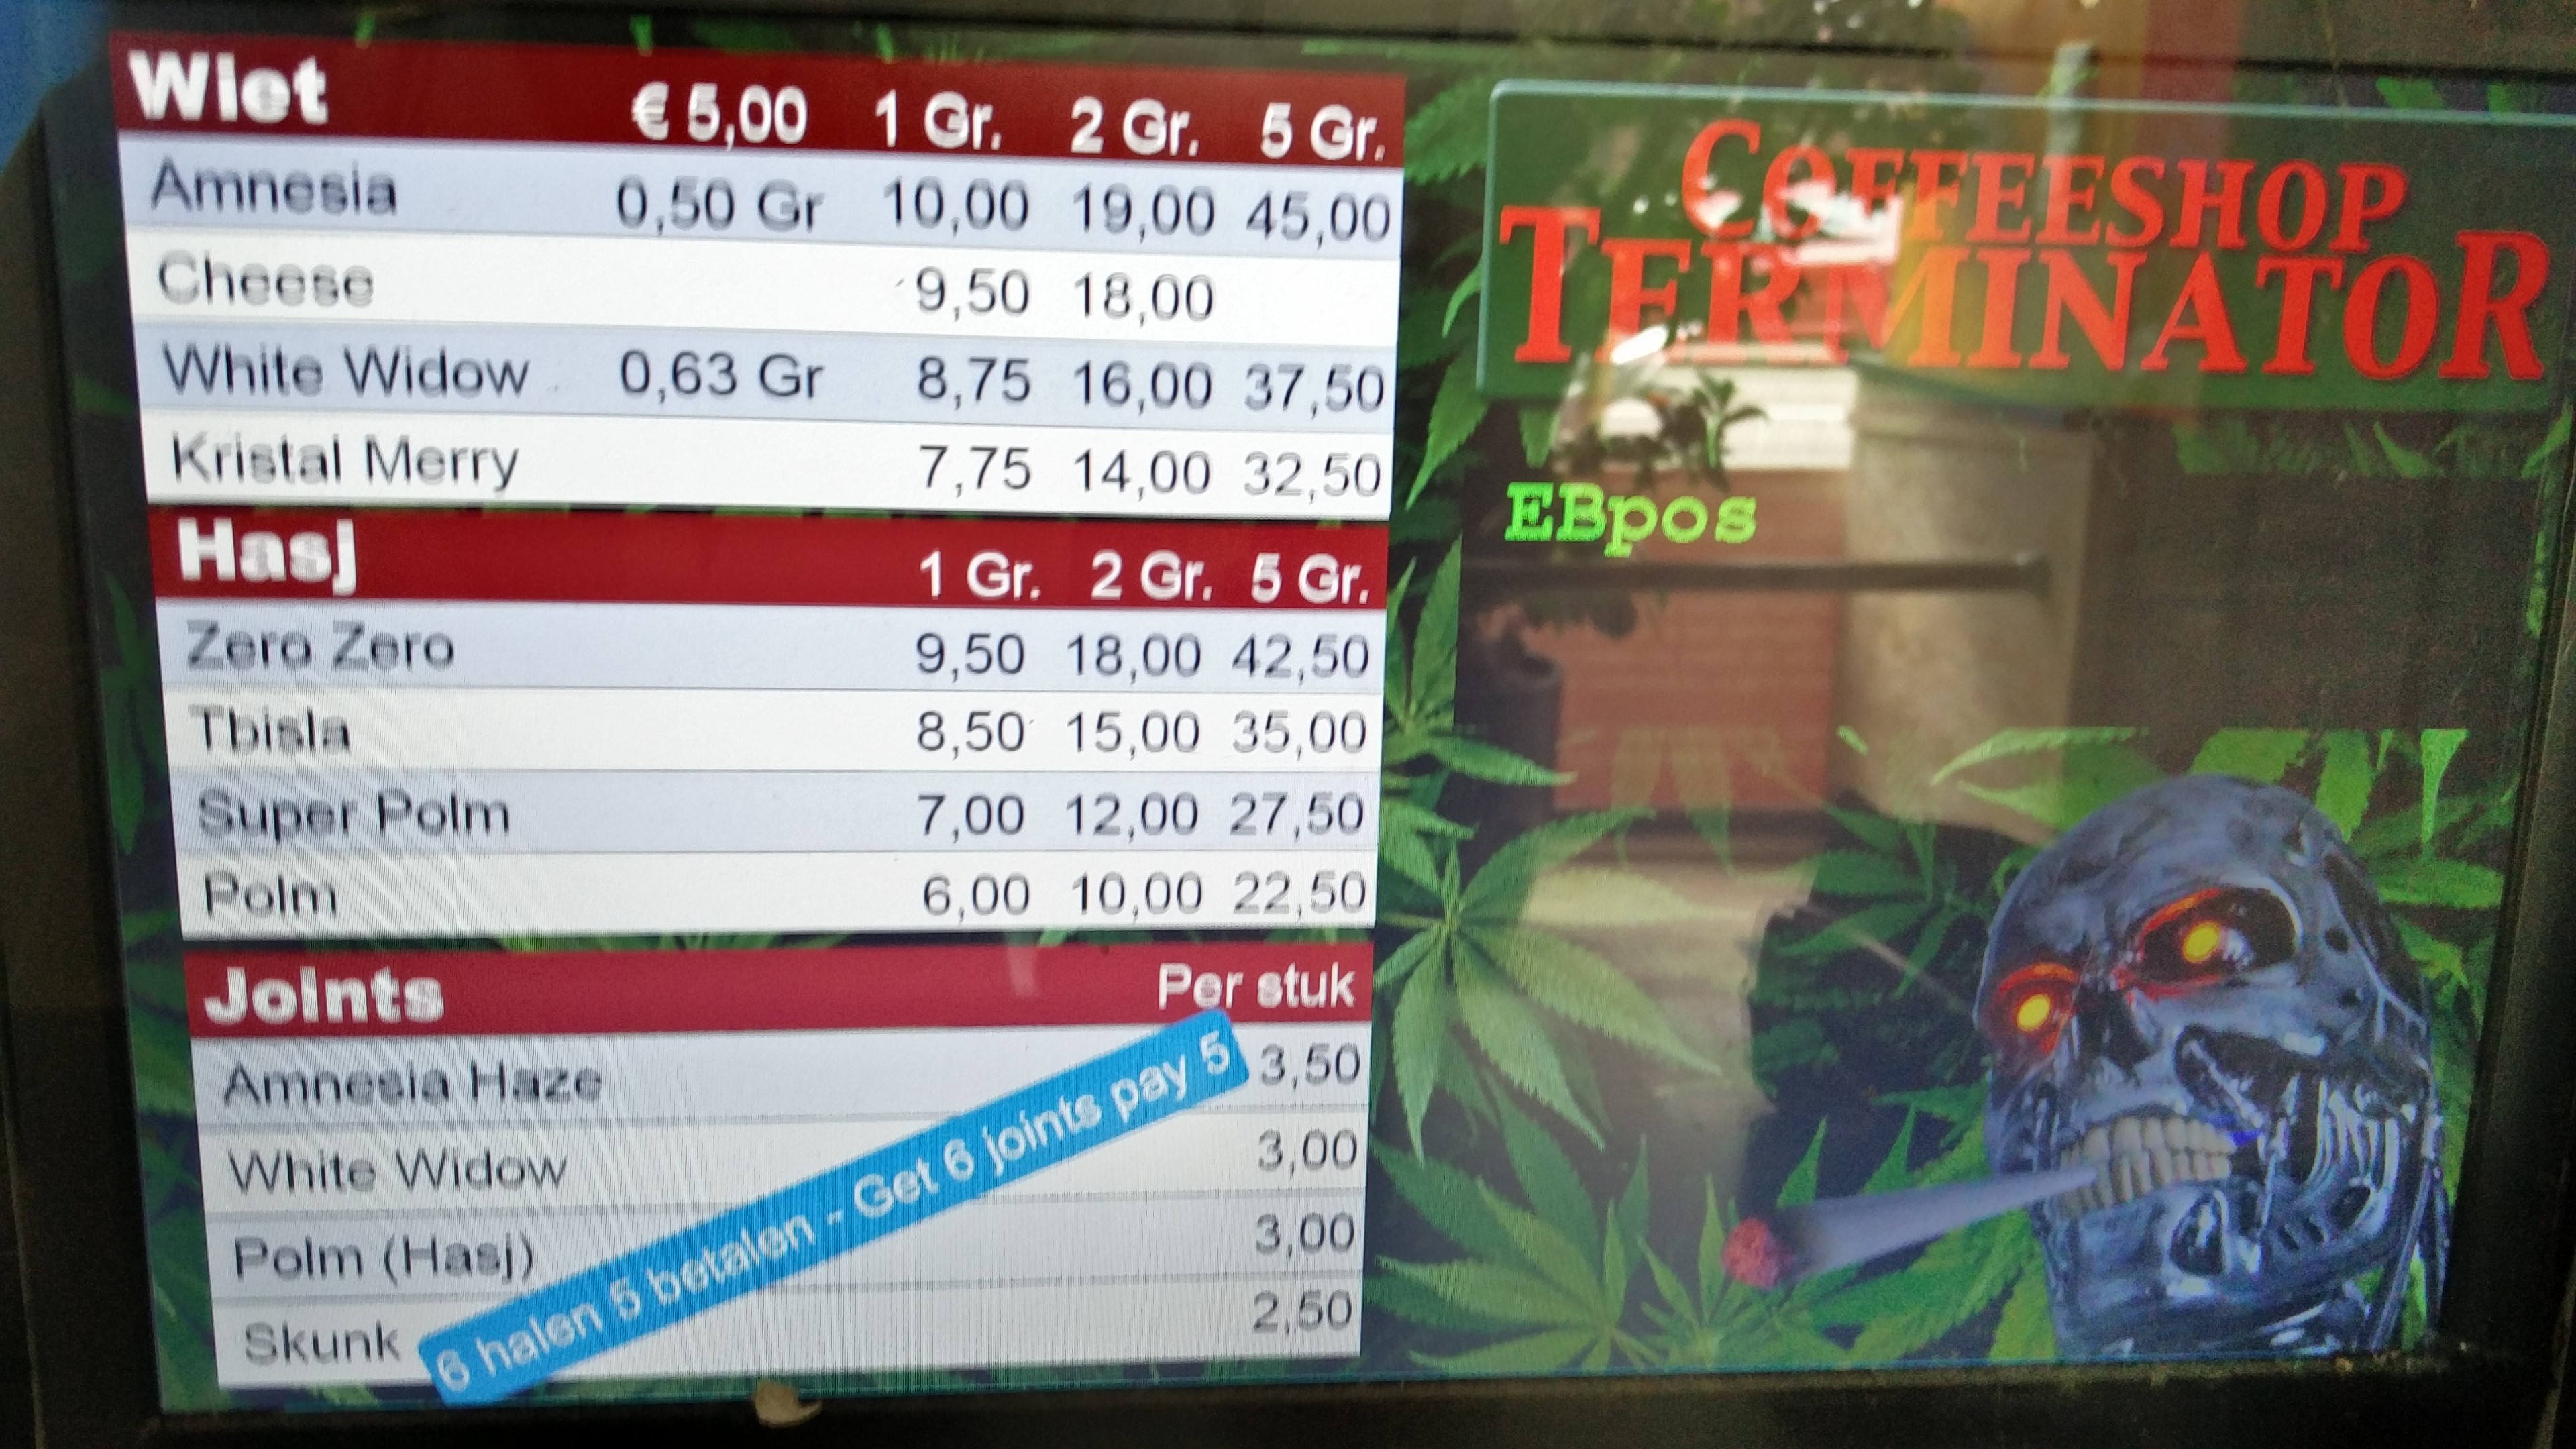 Wiet € 5,00 1 Gr. 2 Gr. 5 Gr.
Amnesia 0,50 Gr 10,00 19,00 45,00
Cheese 9,50 18,00
White Widow 0,63 Gr 8,75 16,00 37,50
Kristal Merry 7,75 14,00 32,50
Hasj 1 Gr. 2 Gr. 5 Gr.
Zero Zero 9,50 18,00 42,50
Tbisla 8,50 15,00 35,00
Super Polm 7,00 12,00 27,50
Polm 6,00 10,00 22,50
Joints Per stuk
Amnesia Haze 3,50
White Widow 3,00
Polm (Hasj) 3,00
Skunk 2,50
6 halen 5 betalen - Get 6 joints pay 5
COFFEESHOP
TERMINATOR
EBpos